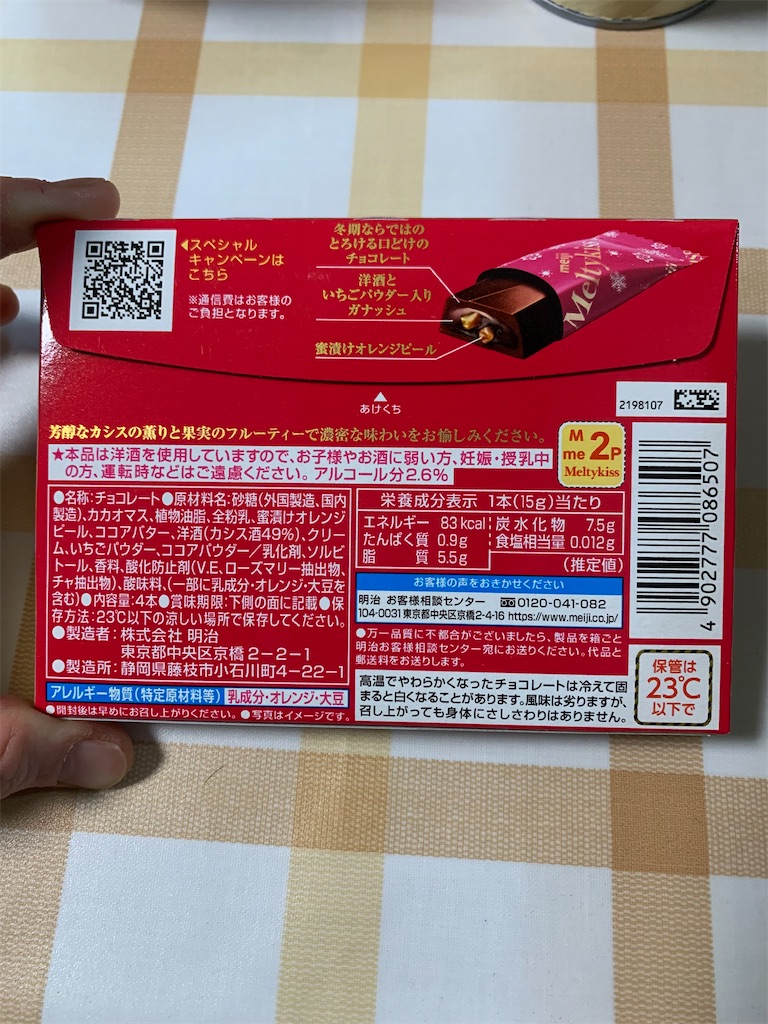 スペシャル
キャンペーンは
こちら
※通信費はお客様の
ご負担となります。
冬期ならではの
とろける口どけの
チョコレート
洋酒と
いちごパウダー入り
ガナッシュ
蜜漬けオレンジピール
meiji
Meltykiss
あけくち
2198107
芳醇なカシスの薫りと果実のフルーティーで濃密な味わいをお愉しみください。
★本品は洋酒を使用していますので、お子様やお酒に弱い方、妊娠・授乳中
の方、運転時などはご遠慮ください。アルコール分2.6%
M
me 2P
Meltykiss
●名称:チョコレート●原材料名:砂糖(外国製造、国内
製造)、カカオマス、植物油脂、全粉乳、蜜漬けオレンジ
ピール、ココアバター、洋酒(カシス酒49%)、クリー
ム、いちごパウダー、ココアパウダー/乳化剤、ソルビ
トール、香料、酸化防止剤(V.E、ローズマリー抽出物、
チャ抽出物)、酸味料、(一部に乳成分・オレンジ・大豆を
含む)●内容量:4本●賞味期限:下側の面に記載●保
存方法:23℃以下の涼しい場所で保存してください。
●製造者:株式会社 明治
東京都中央区京橋2-2-1
●製造所:静岡県藤枝市小石川町4-22-1
アレルギー物質(特定原材料等) 乳成分・オレンジ・大豆
●開封後は早めにお召し上がりください。●写真はイメージです。
栄養成分表示 1本(15g)当たり
エネルギー 83kcal 炭水化物 7.5g
たんぱく質 0.9g 食塩相当量 0.012g
脂質 5.5g
(推定値)
お客様の声をおきかせください
明治 お客様相談センター 0120-041-082
104-0031 東京都中央区京橋2-4-16 https://www.meiji.co.jp/
●万一品質に不都合がございましたら、製品を箱ごと
明治お客様相談センター宛にお送りください。代品と
郵送料をお送りします。
高温でやわらかくなったチョコレートは冷えて固
まると白くなることがあります。風味は劣りますが、
召し上がっても身体にさしさわりはありません。
4 902777 086507
保管は
23℃
以下で